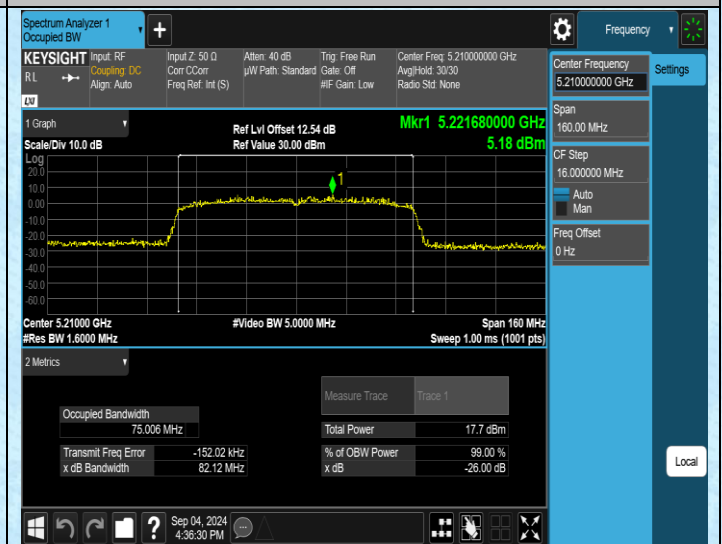 Spectrum Analyzer 1
Occupied BW
Frequency
KEYSIGHT
R L
LXI
Input: RF
Coupling: DC
Align: Auto
Input Z: 50 Ω
Corr CCorr
Freq Ref: Int (S)
Atten: 40 dB
µW Path: Standard
Trig: Free Run
Gate: Off
#IF Gain: Low
Center Freq: 5.210000000 GHz
Avg|Hold: 30/30
Radio Std: None
Center Frequency
5.210000000 GHz
Settings
Span
160.00 MHz
CF Step
16.000000 MHz
Auto
Man
Freq Offset
0 Hz
Local
1 Graph
Scale/Div 10.0 dB
Ref Lvl Offset 12.54 dB
Ref Value 30.00 dBm
Mkr1 5.221680000 GHz
5.18 dBm
Log
20.0
10.0
0.00
-10.0
-20.0
-30.0
-40.0
-50.0
-60.0
1
Center 5.21000 GHz
#Res BW 1.6000 MHz
#Video BW 5.0000 MHz
Span 160 MHz
Sweep 1.00 ms (1001 pts)
2 Metrics
Measure Trace
Trace 1
Occupied Bandwidth
75.006 MHz
Total Power
17.7 dBm
Transmit Freq Error
-152.02 kHz
% of OBW Power
99.00 %
x dB Bandwidth
82.12 MHz
x dB
-26.00 dB
Sep 04, 2024
4:36:30 PM